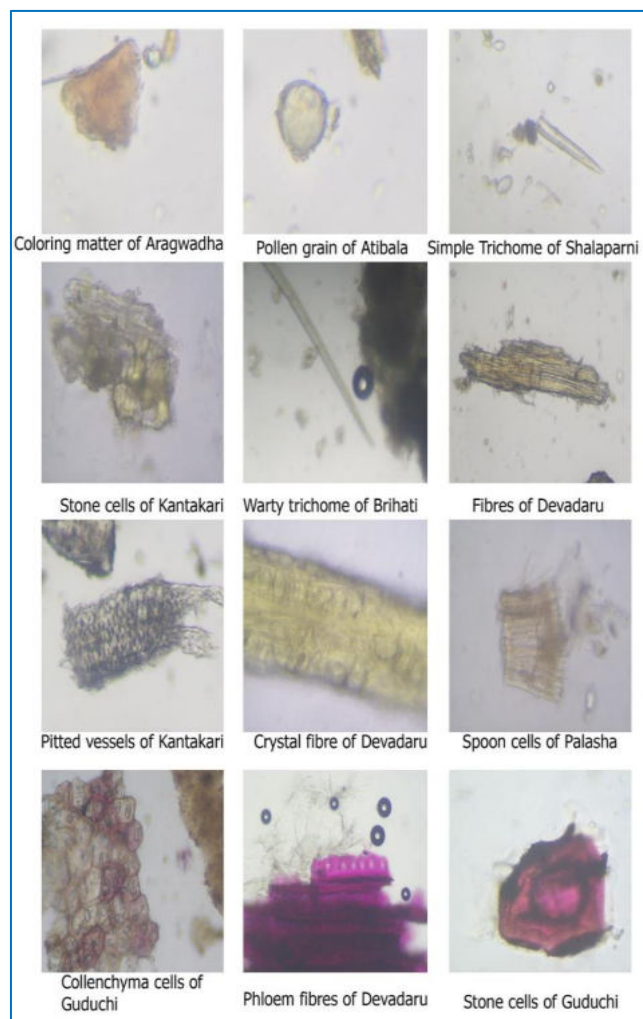 Coloring matter of Aragwadha
Pollen grain of Atibala
Simple Trichome of Shalaparni
Stone cells of Kantakari
Warty trichome of Brihati
Fibres of Devadaru
Pitted vessels of Kantakari
Crystal fibre of Devadaru
Spoon cells of Palasha
Collenchyma cells of
Guduchi
Phloem fibres of Devadaru
Stone cells of Guduchi